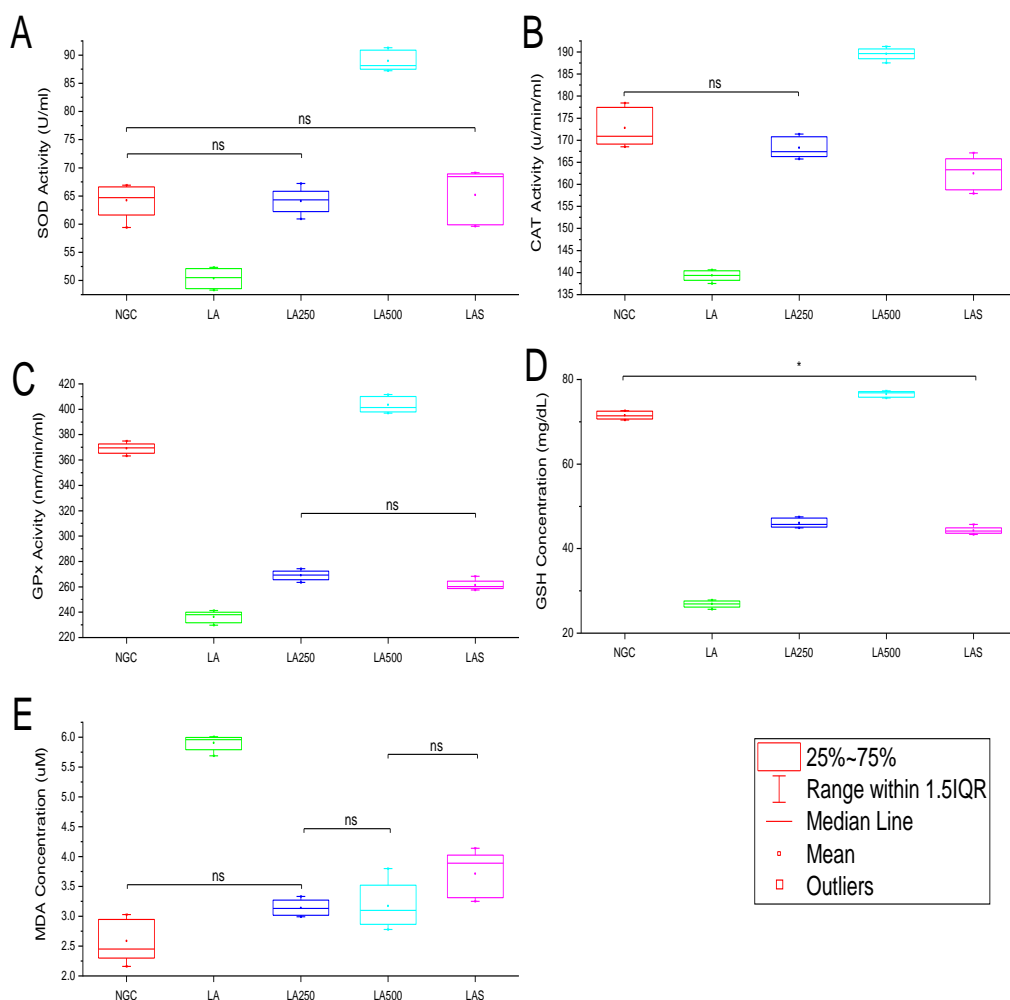 A
SOD Activity (U/ml)
90
85
80
75
70
65
60
55
50
ns
ns
NGC LA LA250 LA500 LAS
B
CAT Activity (u/min/ml)
190
185
180
175
170
165
160
155
150
145
140
135
ns
NGC LA LA250 LA500 LAS
C
GPx Acivity (nm/min/ml)
420
400
380
360
340
320
300
280
260
240
220
ns
NGC LA LA250 LA500 LAS
D
GSH Concentration (mg/dL)
80
60
40
20
*
NGC LA LA250 LA500 LAS
E
MDA Concentration (uM)
6.0
5.5
5.0
4.5
4.0
3.5
3.0
2.5
2.0
ns
ns
ns
NGC LA LA250 LA500 LAS
25%~75%
Range within 1.5IQR
Median Line
Mean
Outliers